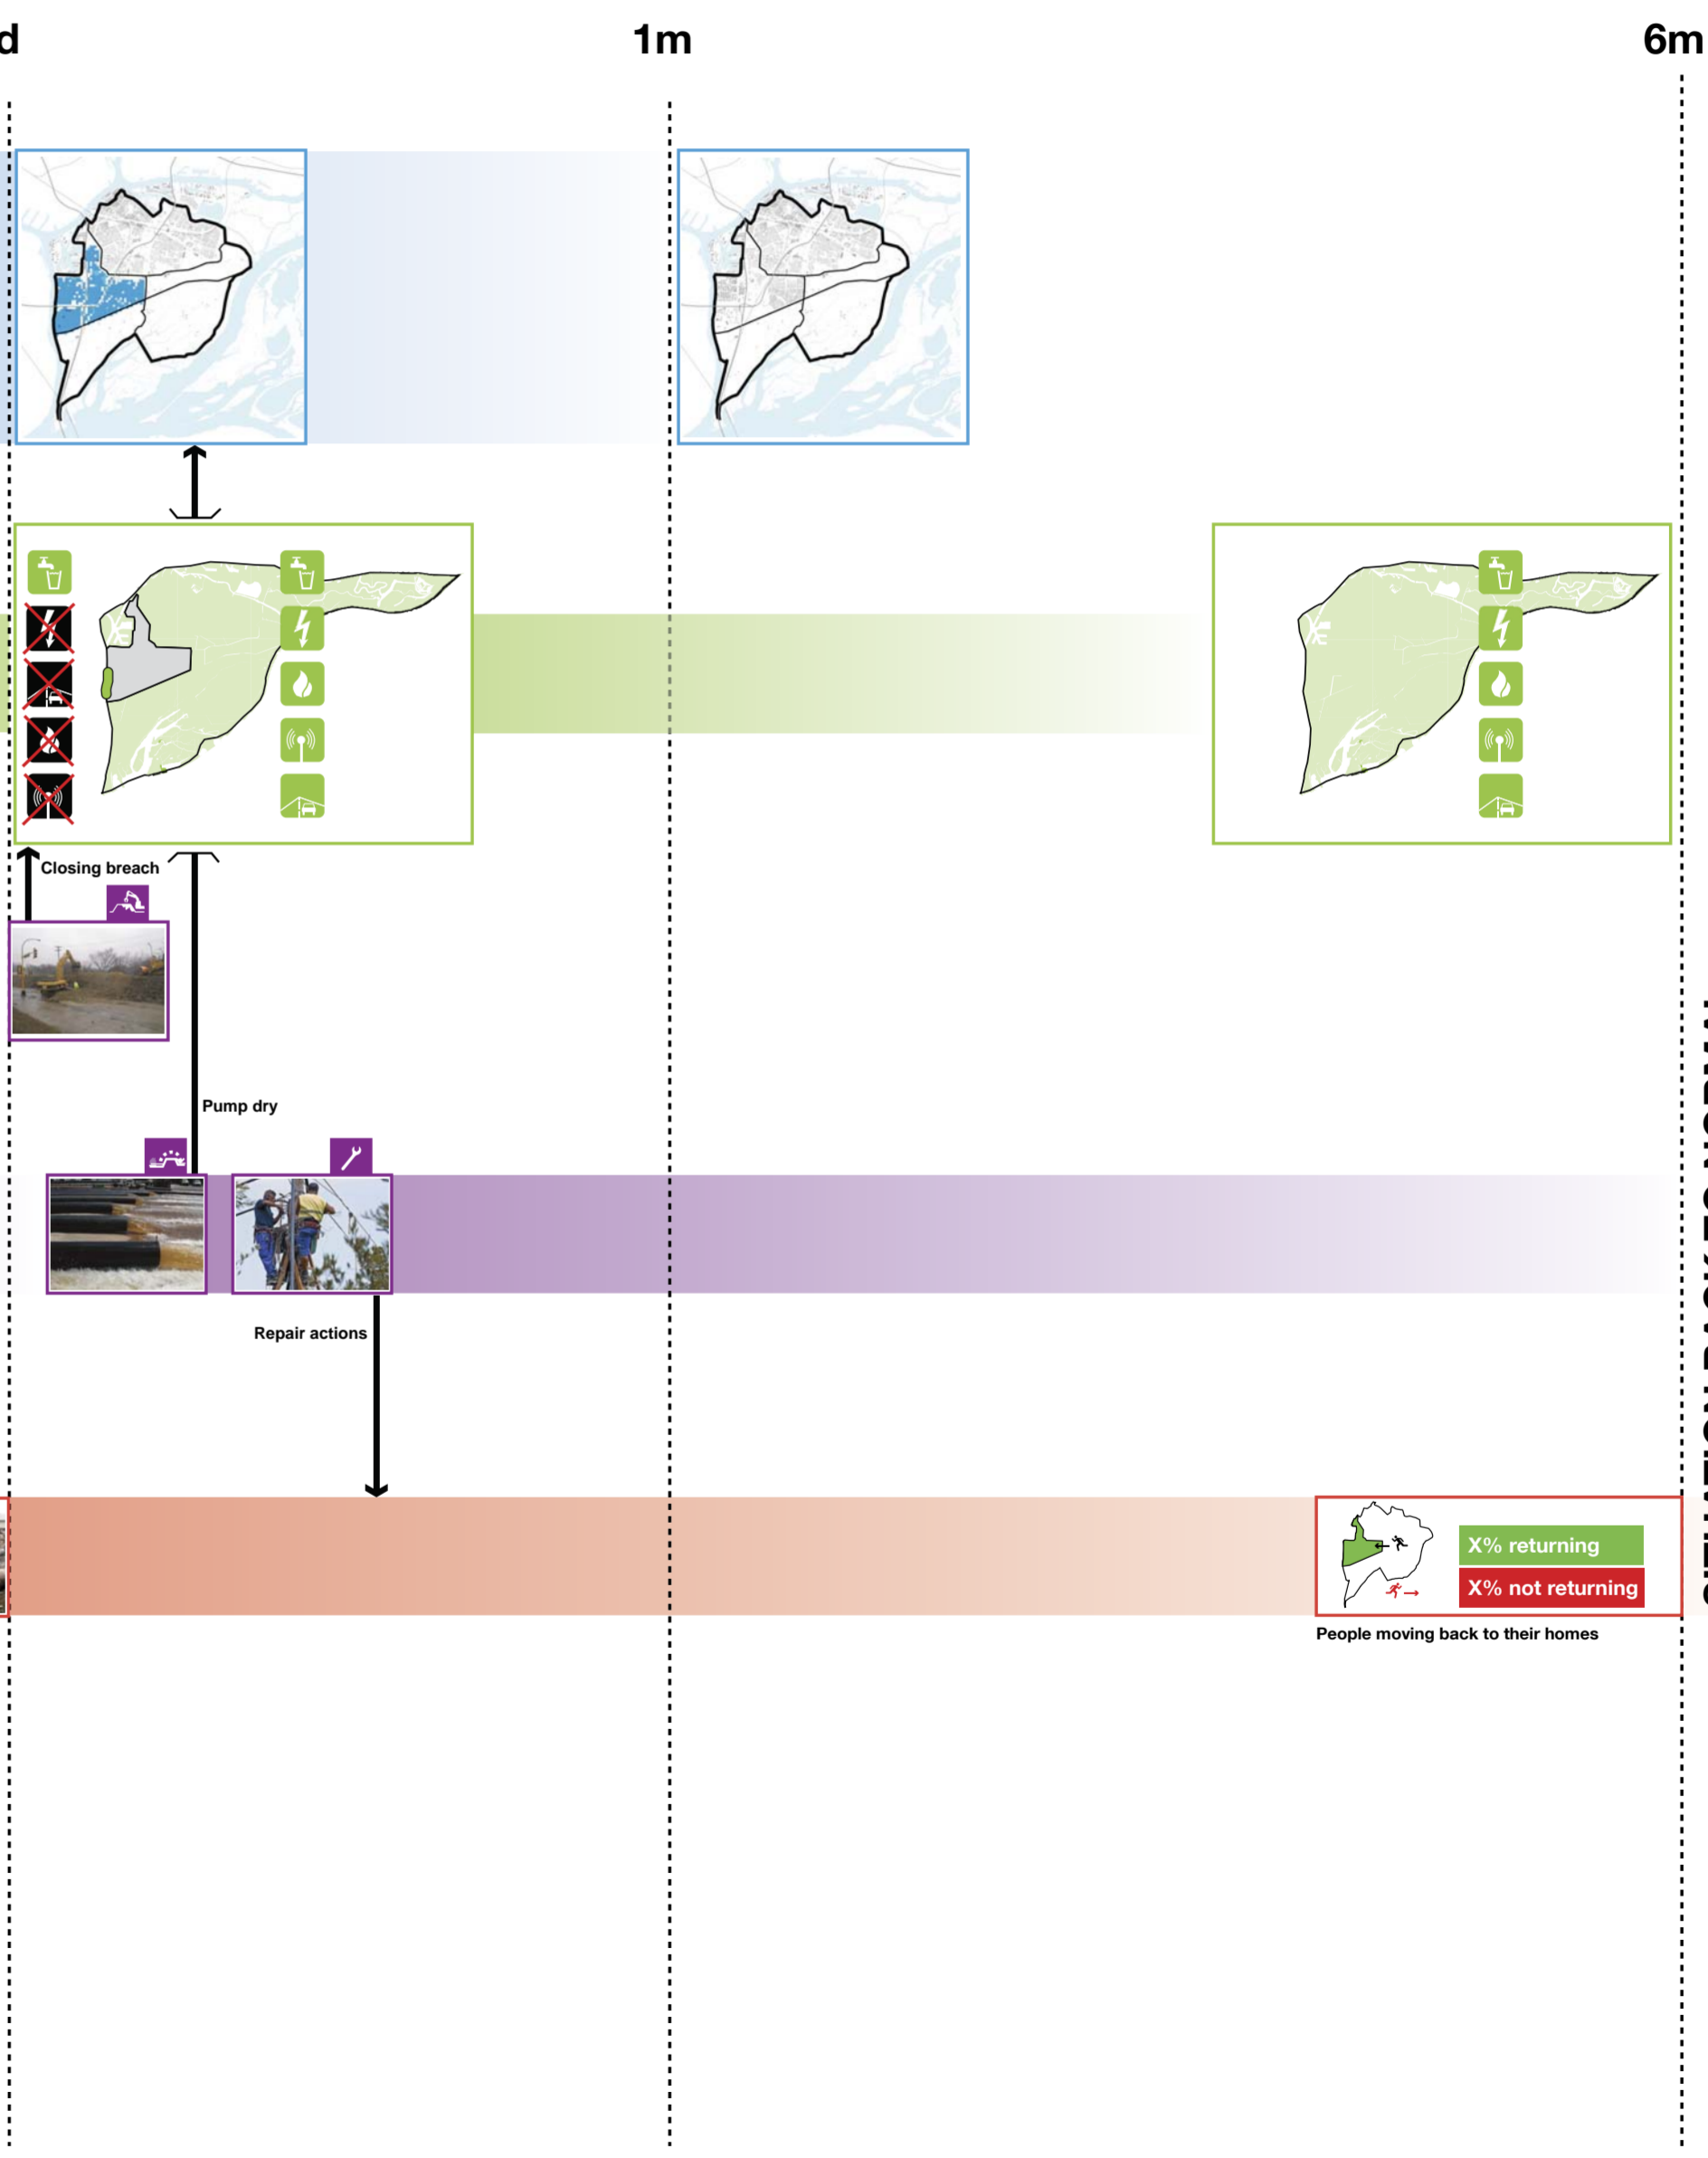 d
1m
6m
Closing breach
Pump dry
Repair actions
X% returning
X% not returning
People moving back to their homes